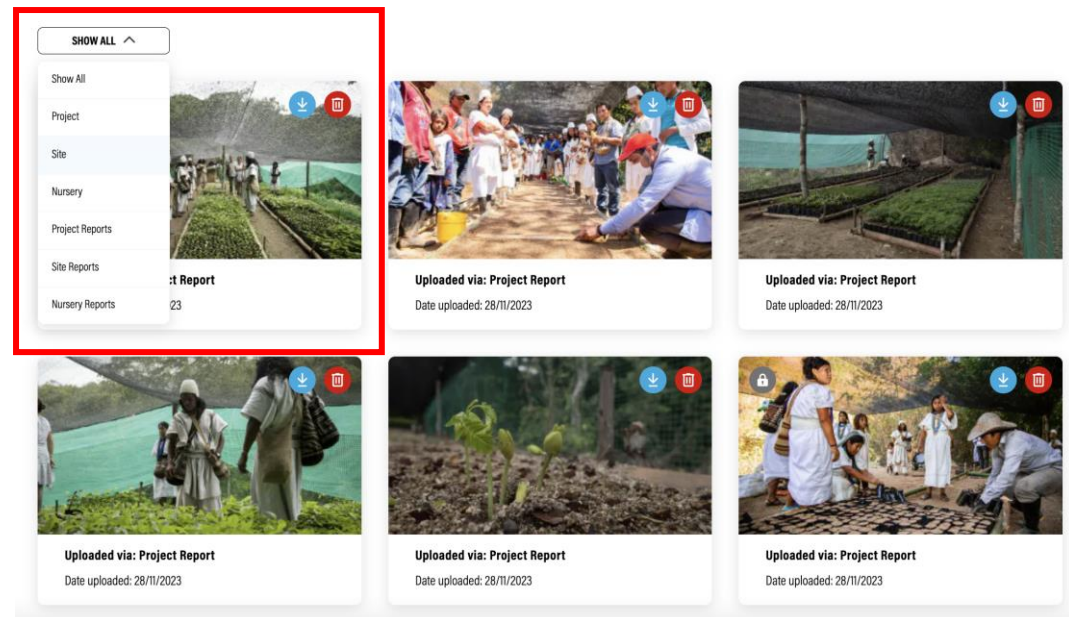 SHOW ALL
Show All
Project
Site
Nursery
Project Reports
Site Reports
Nursery Reports
ct Report
23
Uploaded via: Project Report
Date uploaded: 28/11/2023
Uploaded via: Project Report
Date uploaded: 28/11/2023
Uploaded via: Project Report
Date uploaded: 28/11/2023
Uploaded via: Project Report
Date uploaded: 28/11/2023
Uploaded via: Project Report
Date uploaded: 28/11/2023